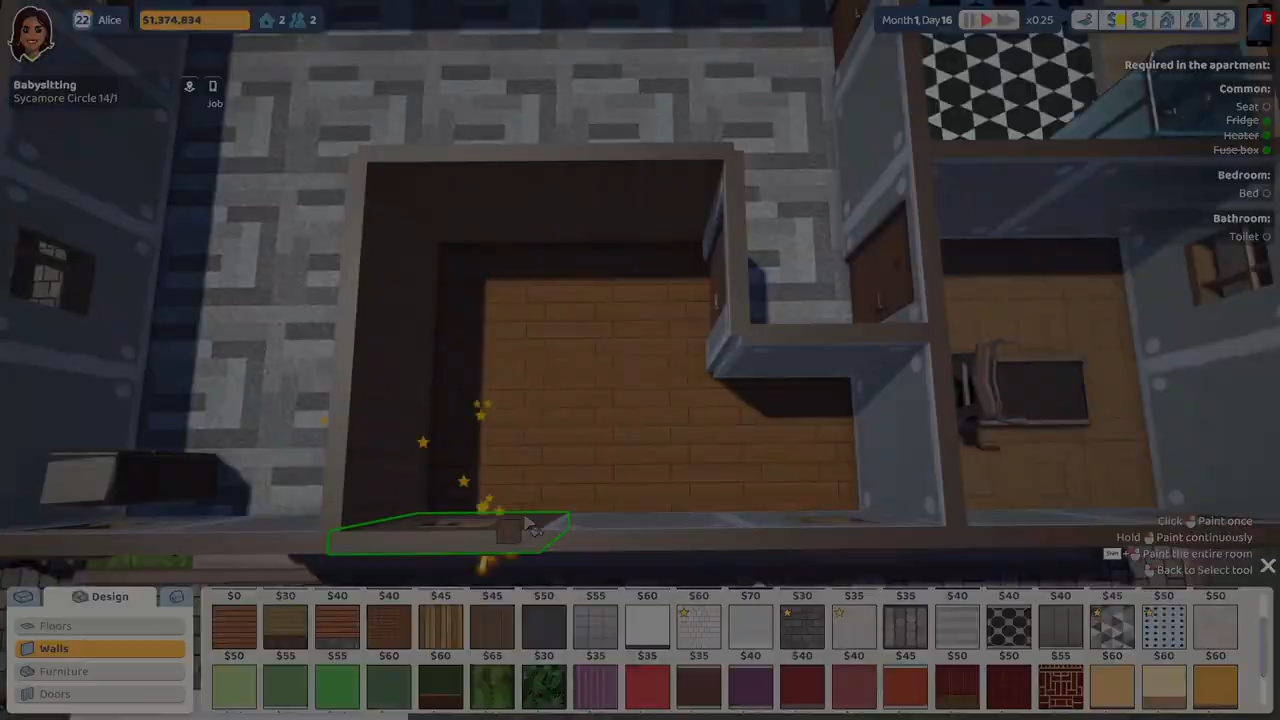 22 Alice $1,374,834 2 2
Month 1, Day 16 x0.25
3
Babysitting
Sycamore Circle 14/1
Job
Required in the apartment:
Common:
Seat
Fridge
Heater
Fuse box
Bedroom:
Bed
Bathroom:
Toilet
Click Paint once
Hold Paint continuously
Shift + Paint the entire room
Back to Select tool
Design
Floors
Walls
Furniture
Doors
$0 $30 $40 $40 $45 $45 $50 $60 $60 $60 $70 $30 $35 $35 $40 $40 $40 $45 $50 $50
$50 $55 $55 $60 $60 $65 $30 $35 $35 $35 $40 $40 $40 $45 $50 $50 $55 $60 $60 $60